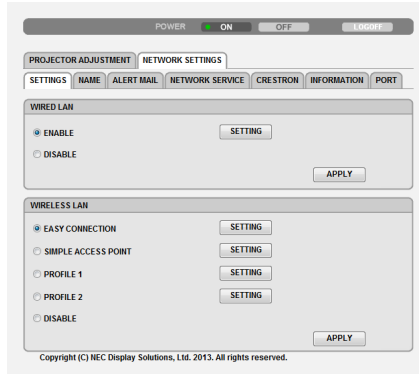 POWER ON OFF LOGOFF
PROJECTOR ADJUSTMENT NETWORK SETTINGS
SETTINGS NAME ALERT MAIL NETWORK SERVICE CRESTRON INFORMATION PORT
WIRED LAN
ENABLE SETTING
DISABLE
APPLY
WIRELESS LAN
EASY CONNECTION SETTING
SIMPLE ACCESS POINT SETTING
PROFILE 1 SETTING
PROFILE 2 SETTING
DISABLE
APPLY
Copyright (C) NEC Display Solutions, Ltd. 2013. All rights reserved.